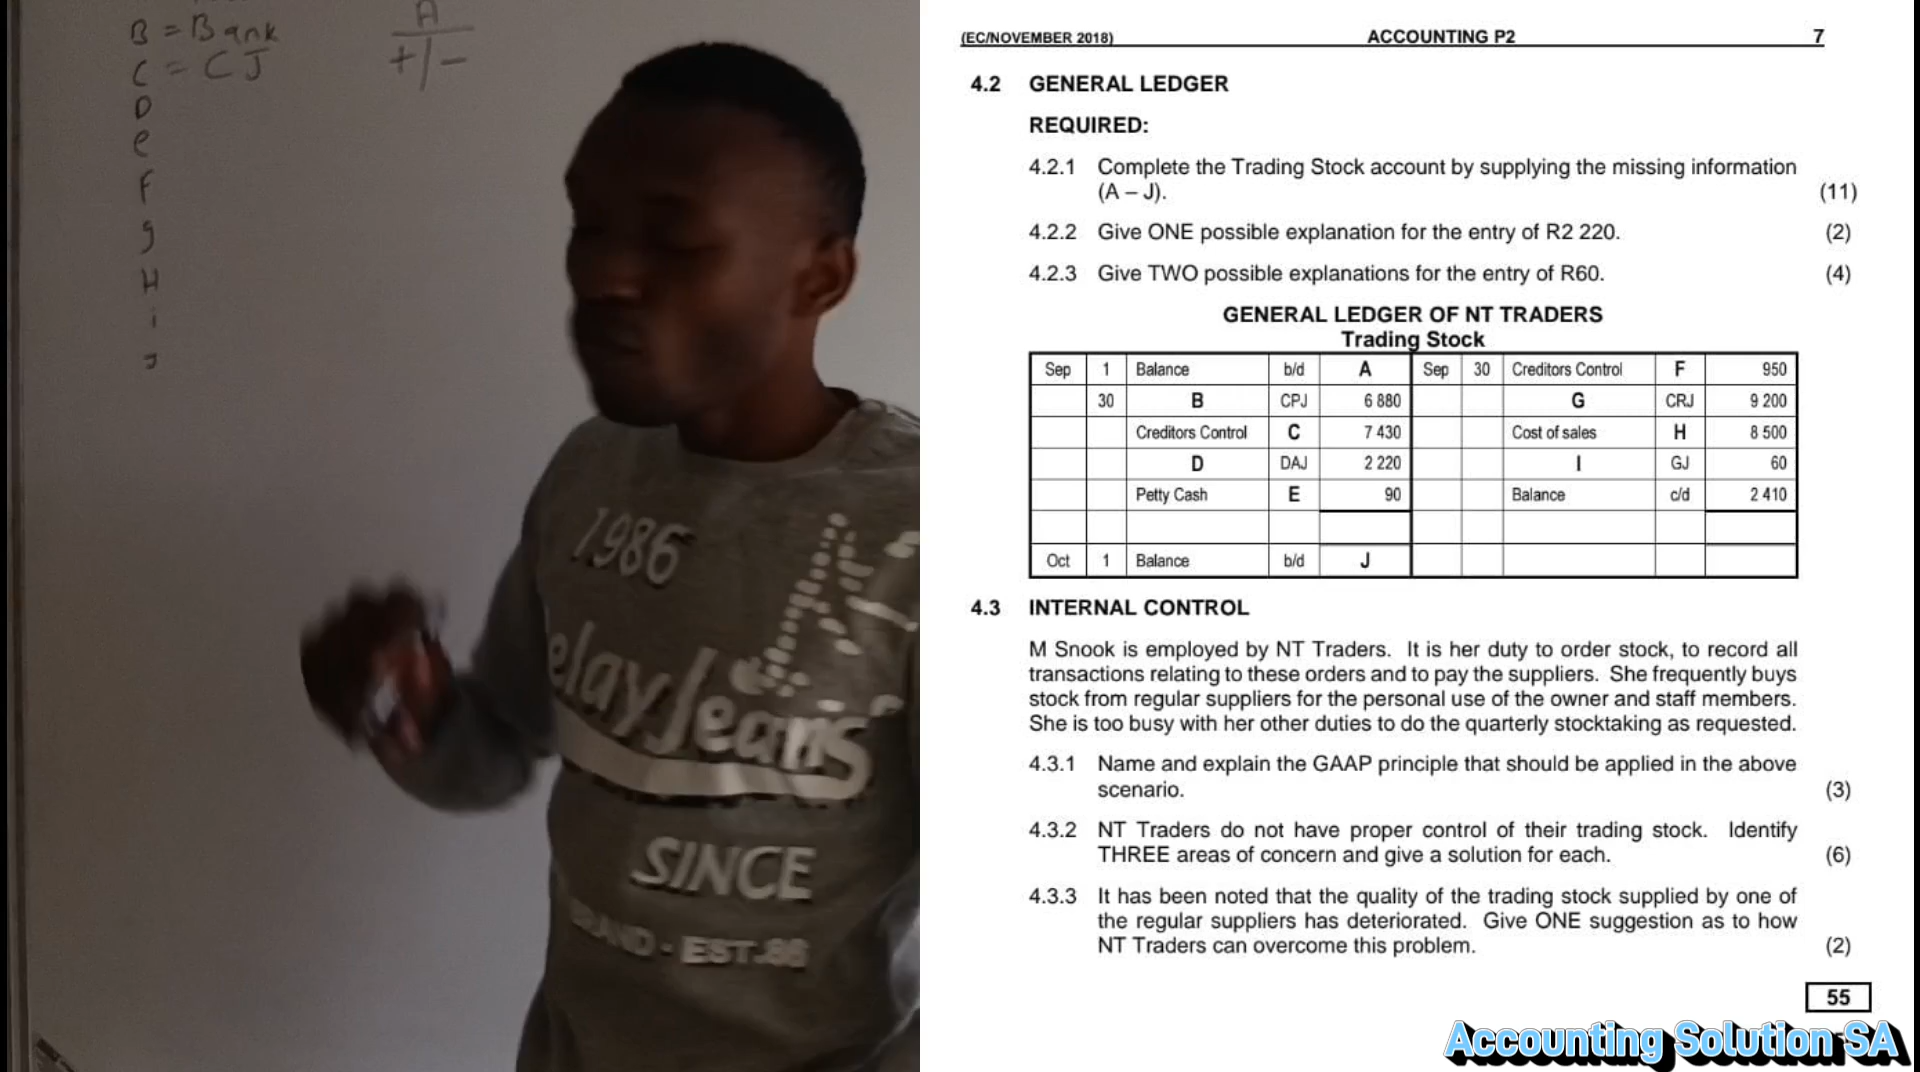 B = Bank
C = CJ
D
e
F
g
H
i
J
A
+/-
1986
Relay Jeans
SINCE
BRAND - EST.86
(EC/NOVEMBER 2018) ACCOUNTING P2 7
4.2 GENERAL LEDGER
REQUIRED:
4.2.1 Complete the Trading Stock account by supplying the missing information
(A – J). (11)
4.2.2 Give ONE possible explanation for the entry of R2 220. (2)
4.2.3 Give TWO possible explanations for the entry of R60. (4)
GENERAL LEDGER OF NT TRADERS
Trading Stock
Sep 1 Balance b/d A Sep 30 Creditors Control F 950
30 B CPJ 6 880 G CRJ 9 200
Creditors Control C 7 430 Cost of sales H 8 500
D DAJ 2 220 I GJ 60
Petty Cash E 90 Balance c/d 2 410
Oct 1 Balance b/d J
4.3 INTERNAL CONTROL
M Snook is employed by NT Traders. It is her duty to order stock, to record all
transactions relating to these orders and to pay the suppliers. She frequently buys
stock from regular suppliers for the personal use of the owner and staff members.
She is too busy with her other duties to do the quarterly stocktaking as requested.
4.3.1 Name and explain the GAAP principle that should be applied in the above
scenario. (3)
4.3.2 NT Traders do not have proper control of their trading stock. Identify
THREE areas of concern and give a solution for each. (6)
4.3.3 It has been noted that the quality of the trading stock supplied by one of
the regular suppliers has deteriorated. Give ONE suggestion as to how
NT Traders can overcome this problem. (2)
55
Accounting Solution SA